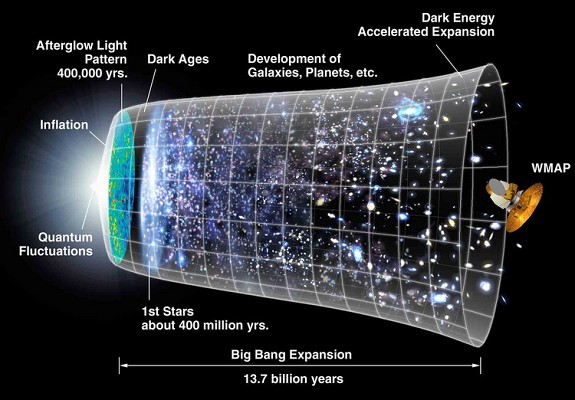 Dark Energy
Accelerated Expansion
Afterglow Light
Pattern
400,000 yrs.
Dark Ages
Development of
Galaxies, Planets, etc.
Inflation
WMAP
Quantum
Fluctuations
1st Stars
about 400 million yrs.
Big Bang Expansion
13.7 billion years